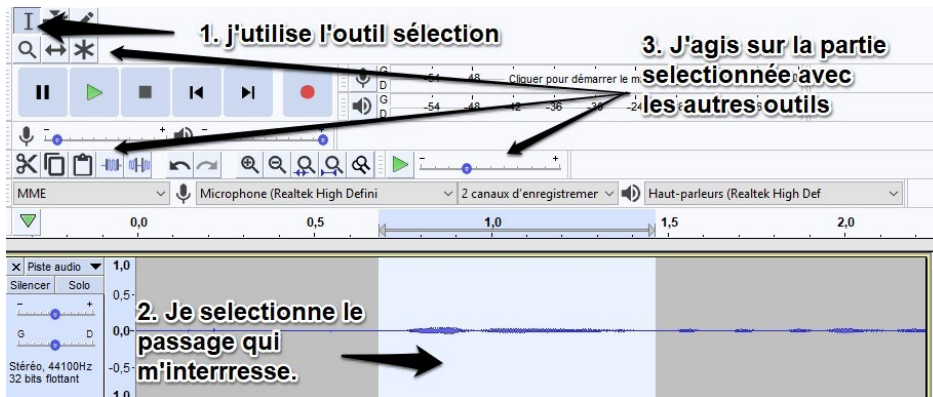 1. j'utilise l'outil sélection
3. J'agis sur la partie
selectionnée avec
les autres outils
G
D
-54 -48 Cliquer pour démarrer le m
G
D
-54 -48 -42 -36 -30 -24
- +
- +
- +
MME
Microphone (Realtek High Defini
2 canaux d'enregistremer
Haut-parleurs (Realtek High Def
0,0 0,5 1,0 1,5 2,0
Piste audio
Silencer Solo
- +
G D
Stéréo, 44100Hz
32 bits flottant
1,0
0,5
0,0
-0,5
1,0
2. Je selectionne le
passage qui
m'interrresse.